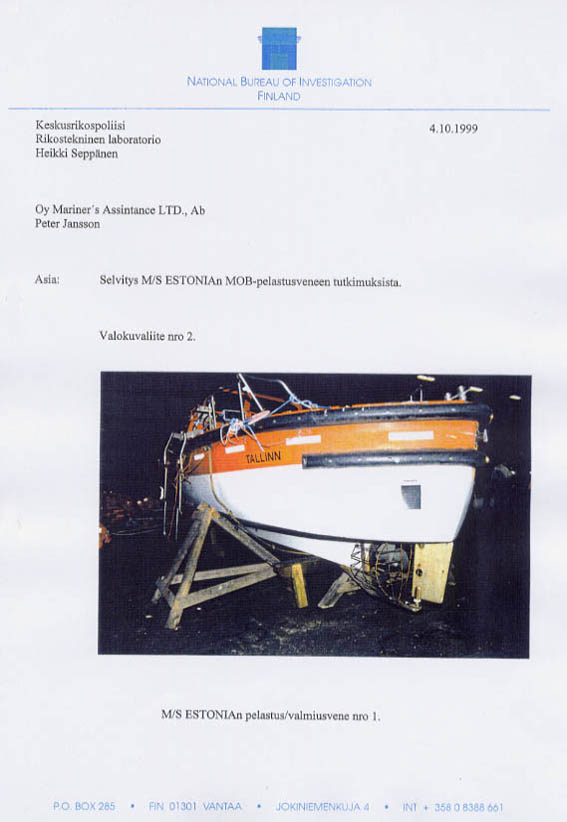 NATIONAL BUREAU OF INVESTIGATION
FINLAND
Keskusrikospoliisi
4.10.1999
Rikostekninen laboratorio
Heikki Seppänen
Oy Mariner´s Assintance LTD., Ab
Peter Jansson
Asia: Selvitys M/S ESTONIAn MOB-pelastusveneen tutkimuksista.
Valokuvaliite nro 2.
TALLINN
M/S ESTONIAn pelastus/valmiusvene nro 1.
P.O. BOX 285 • FIN 01301 VANTAA • JOKINIEMENKUJA 4 • INT + 358 0 8388 661